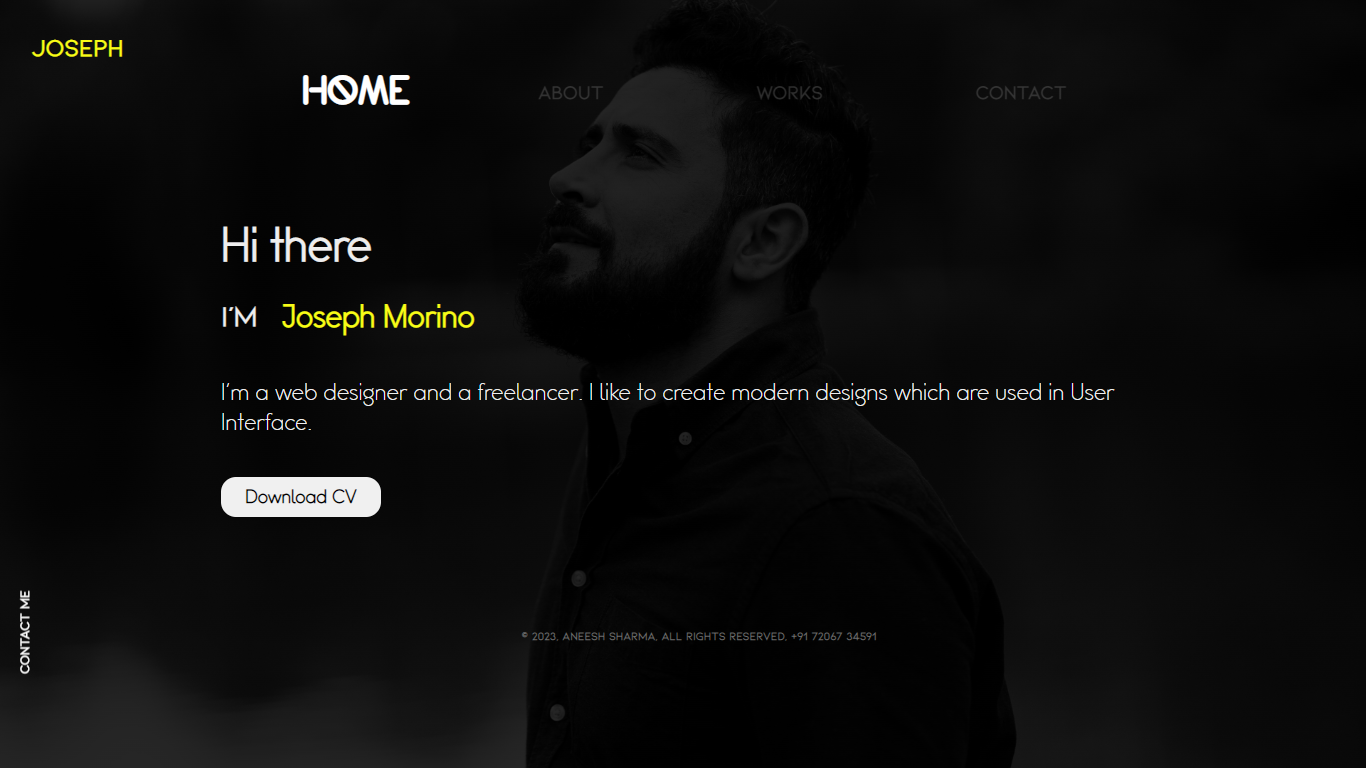 JOSEPH
HOME ABOUT WORKS CONTACT
Hi there
I'M Joseph Morino
I'm a web designer and a freelancer. I like to create modern designs which are used in User
Interface.
Download CV
CONTACT ME
© 2023, ANEESH SHARMA, ALL RIGHTS RESERVED, +91 72067 34591